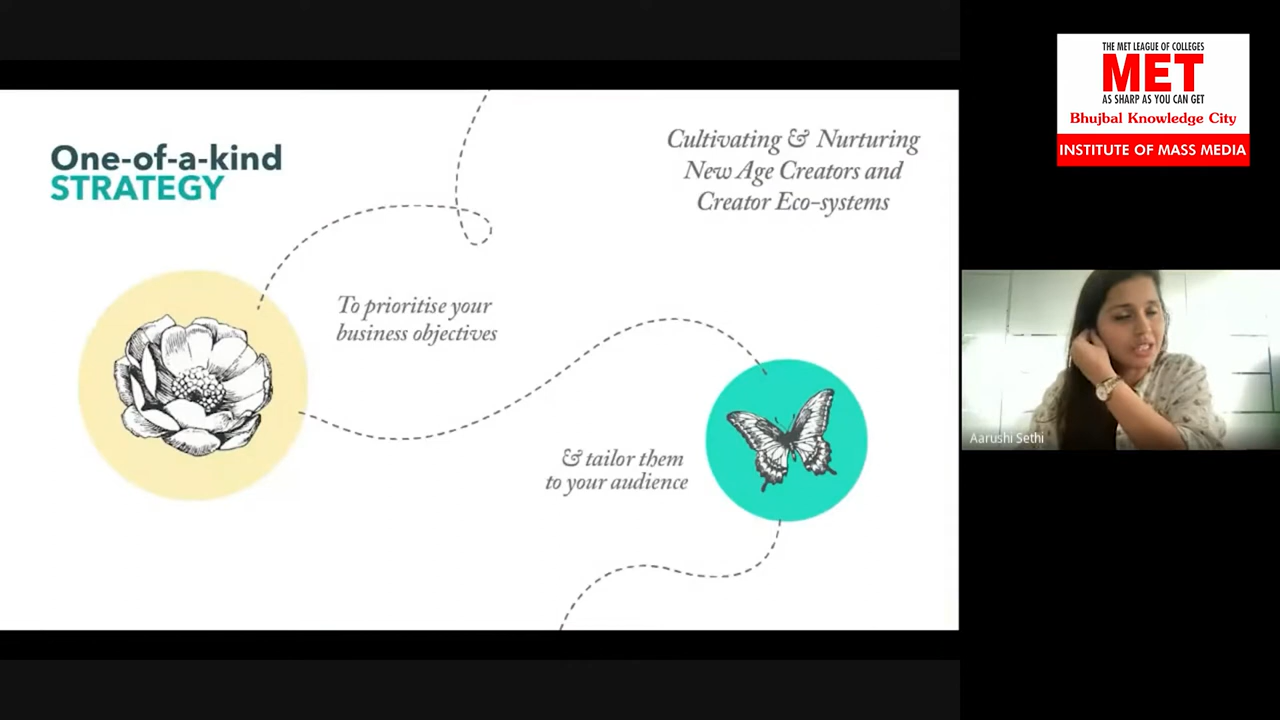 One-of-a-kind
STRATEGY
Cultivating & Nurturing
New Age Creators and
Creator Eco-systems
To prioritise your
business objectives
& tailor them
to your audience
THE MET LEAGUE OF COLLEGES
MET
AS SHARP AS YOU CAN GET
Bhujbal Knowledge City
INSTITUTE OF MASS MEDIA
Aarushi Sethi